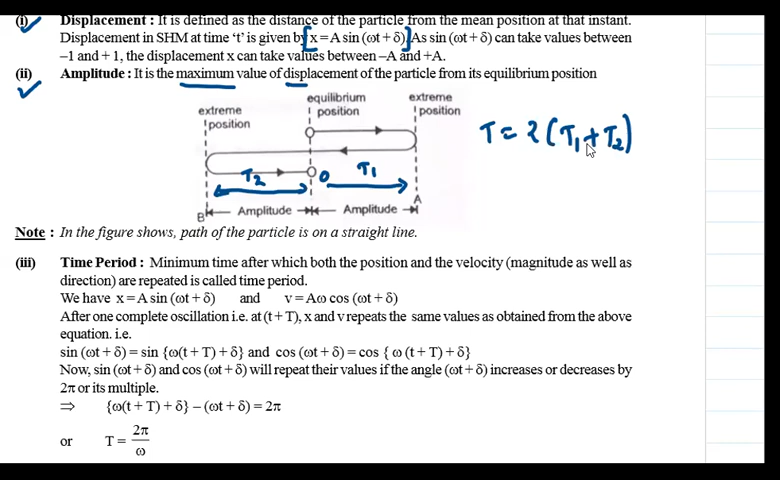 (i) Displacement : It is defined as the distance of the particle from the mean position at that instant.
Displacement in SHM at time ‘t’ is given by x = A sin (ωt + δ). As sin (ωt + δ) can take values between
–1 and + 1, the displacement x can take values between –A and +A.
(ii) Amplitude : It is the maximum value of displacement of the particle from its equilibrium position
extreme position
equilibrium position
extreme position
T = 2 (T₁ + T₂)
T₂
O
T₁
B
Amplitude
Amplitude
A
Note : In the figure shows, path of the particle is on a straight line.
(iii) Time Period : Minimum time after which both the position and the velocity (magnitude as well as
direction) are repeated is called time period.
We have x = A sin (ωt + δ) and v = Aω cos (ωt + δ)
After one complete oscillation i.e. at (t + T), x and v repeats the same values as obtained from the above
equation. i.e.
sin (ωt + δ) = sin {ω(t + T) + δ} and cos (ωt + δ) = cos { ω (t + T) + δ}
Now, sin (ωt + δ) and cos (ωt + δ) will repeat their values if the angle (ωt + δ) increases or decreases by
2π or its multiple.
⇒ {ω(t + T) + δ} – (ωt + δ) = 2π
or T = 2π/ω